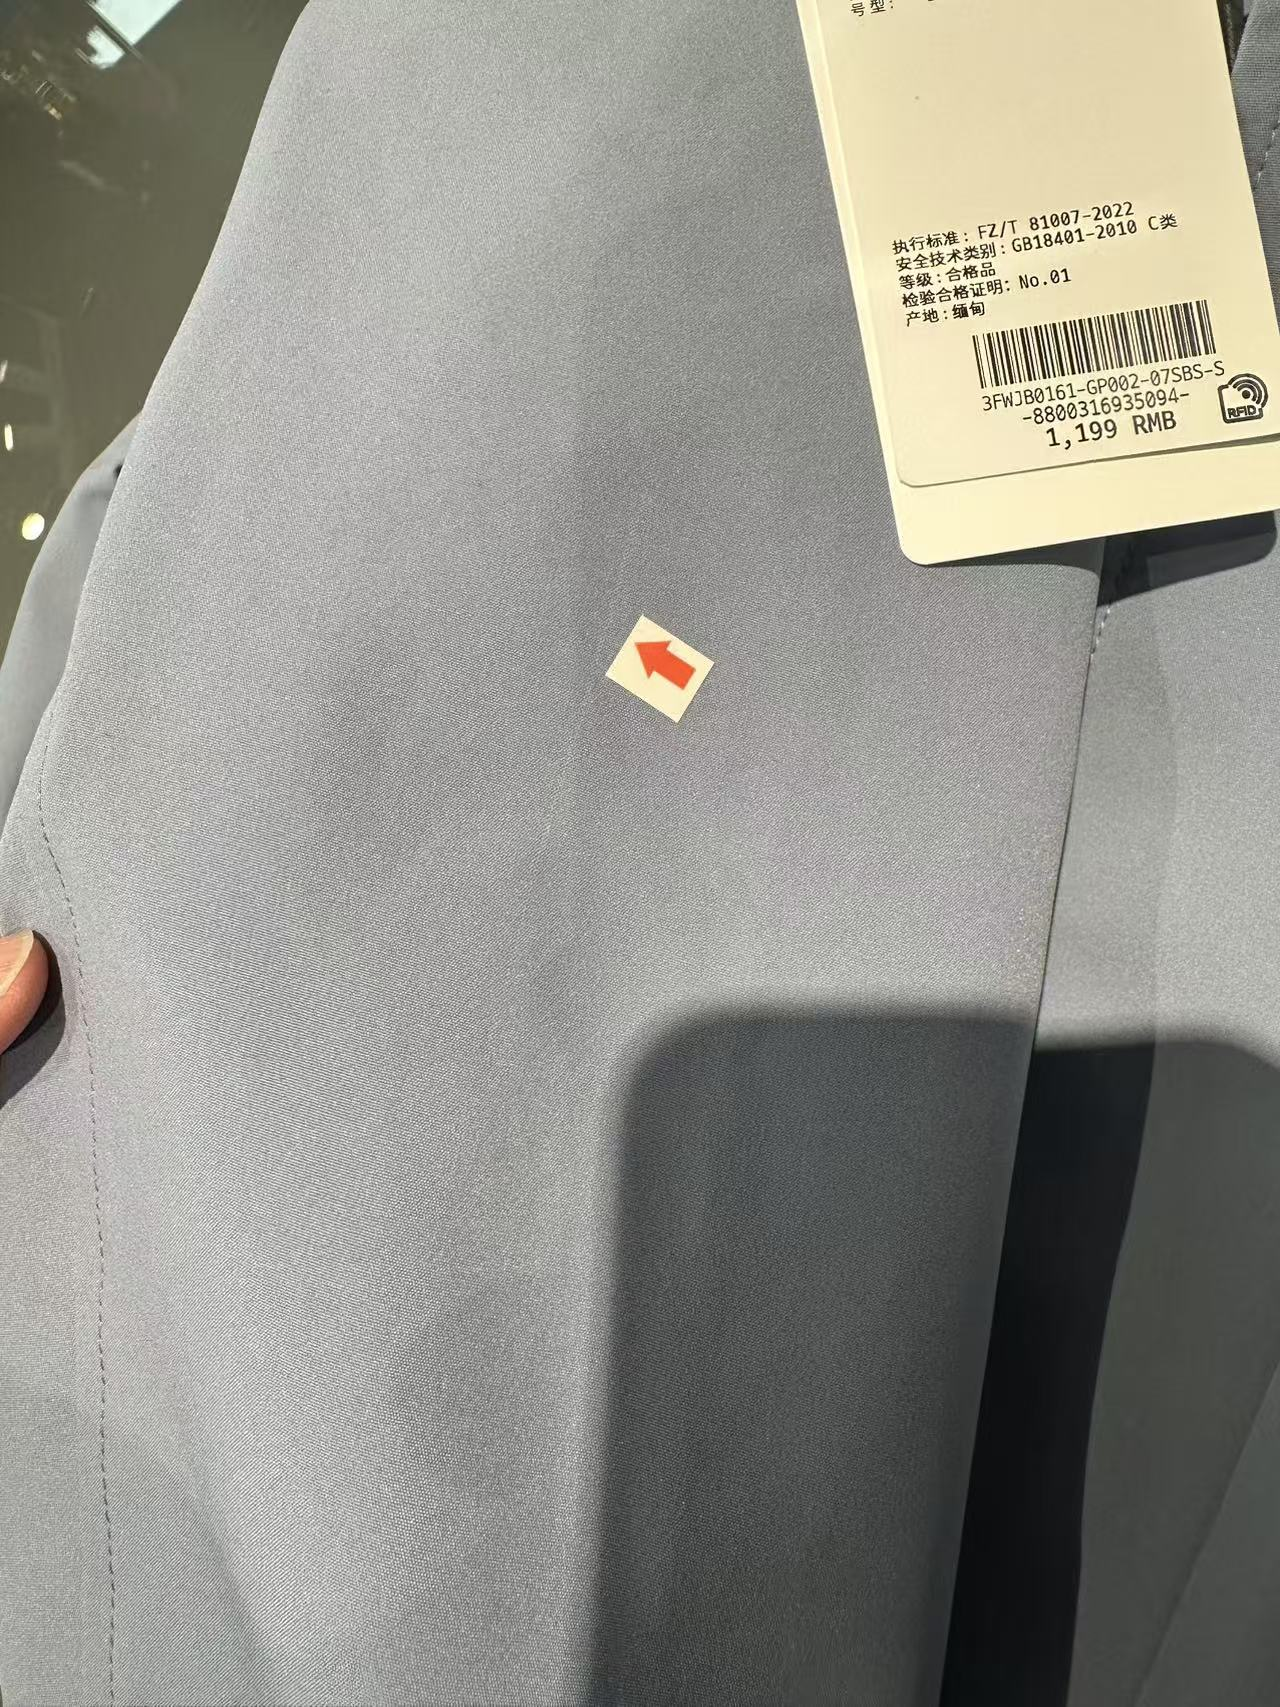 号型:
执行标准: FZ/T 81007-2022
安全技术类别: GB18401-2010 C类
等级: 合格品
检验合格证明: No.01
产地: 缅甸
3FWJB0161-GP002-07SBS-S
-8800316935094-
1,199 RMB
RFID